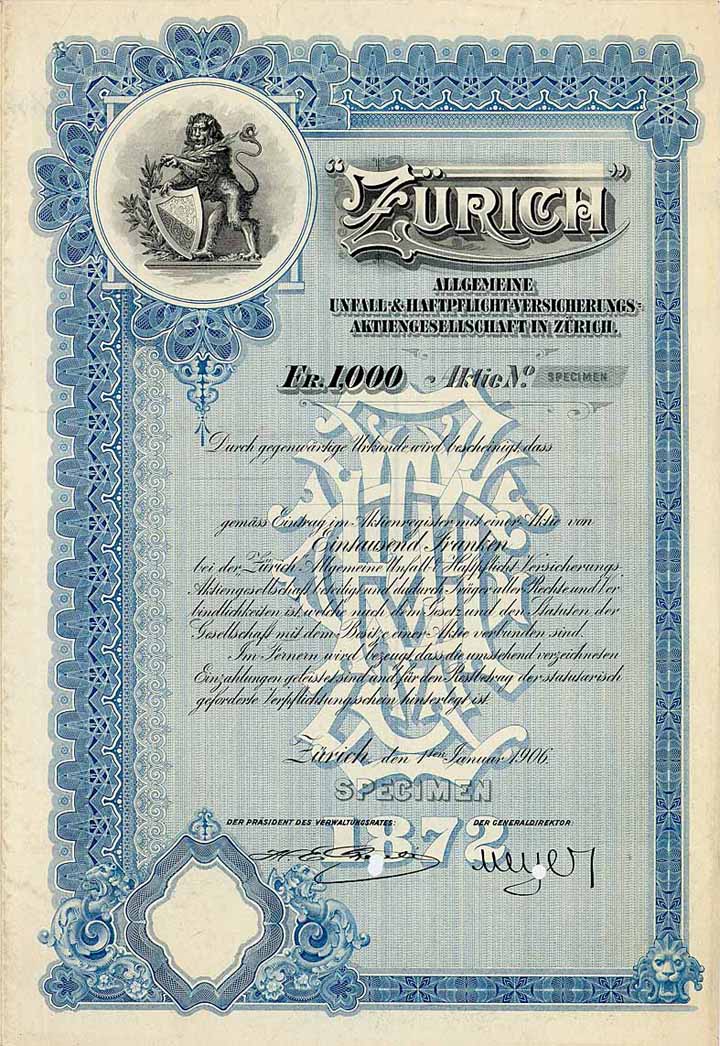 "ZÜRICH"
ALLGEMEINE
UNFALL-&HAFTPFLICHT-VERSICHERUNGS-
AKTIENGESELLSCHAFT IN ZÜRICH.
FR. 1,000 Aktie No SPECIMEN
Durch gegenwärtige Urkunde wird bescheinigt, dass
gemäss Eintrag im Aktienregister mit einer Aktie von
Eintausend Franken
bei der „Zürich“ Allgemeine Unfall- & Haftpflicht-Versicherungs-
Aktiengesellschaft beteiligt und dadurch Träger aller Rechte und Ver-
bindlichkeiten ist, welche nach dem Gesetz und den Statuten der
Gesellschaft mit dem Besitze einer Aktie verbunden sind.
Im Fernern wird bezeugt, dass die umstehend verzeichneten
Einzahlungen geleistet sind und für den Restbetrag der statutarisch
geforderte Verpflichtungsschein hinterlegt ist.
Zürich, den 1ten Januar 1906.
SPECIMEN
DER PRÄSIDENT DES VERWALTUNGSRATES: DER GENERALDIREKTOR:
1872
Meyer